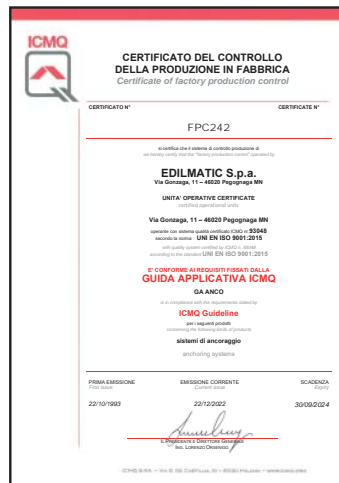 ICMQ
CERTIFICATO DEL CONTROLLO
DELLA PRODUZIONE IN FABBRICA
Certificate of factory production control
CERTIFICATO N° CERTIFICATE N°
FPC242
si certifica che il sistema di controllo produzione di
we hereby certify that the "factory production control" operated by
EDILMATIC S.p.a.
Via Gonzaga, 11 – 46020 Pegognaga MN
UNITA' OPERATIVE CERTIFICATE
certified operational units
Via Gonzaga, 11 – 46020 Pegognaga MN
operante con sistema qualità certificato ICMQ nr. 93048
secondo la norma UNI EN ISO 9001:2015
with quality system certified by ICMQ n. 93048
according to the standard UNI EN ISO 9001:2015
E' CONFORME AI REQUISITI FISSATI DALLA
GUIDA APPLICATIVA ICMQ
GA ANCO
is in compliance with the requirements stated by
ICMQ Guideline
per i seguenti prodotti
concerning the following kinds of products
sistemi di ancoraggio
anchoring systems
PRIMA EMISSIONE EMISSIONE CORRENTE SCADENZA
First issue Current issue Expiry
22/10/1993 22/12/2022 30/09/2024
IL PRESIDENTE E DIRETTORE GENERALE
ING. LORENZO ORSENIGO